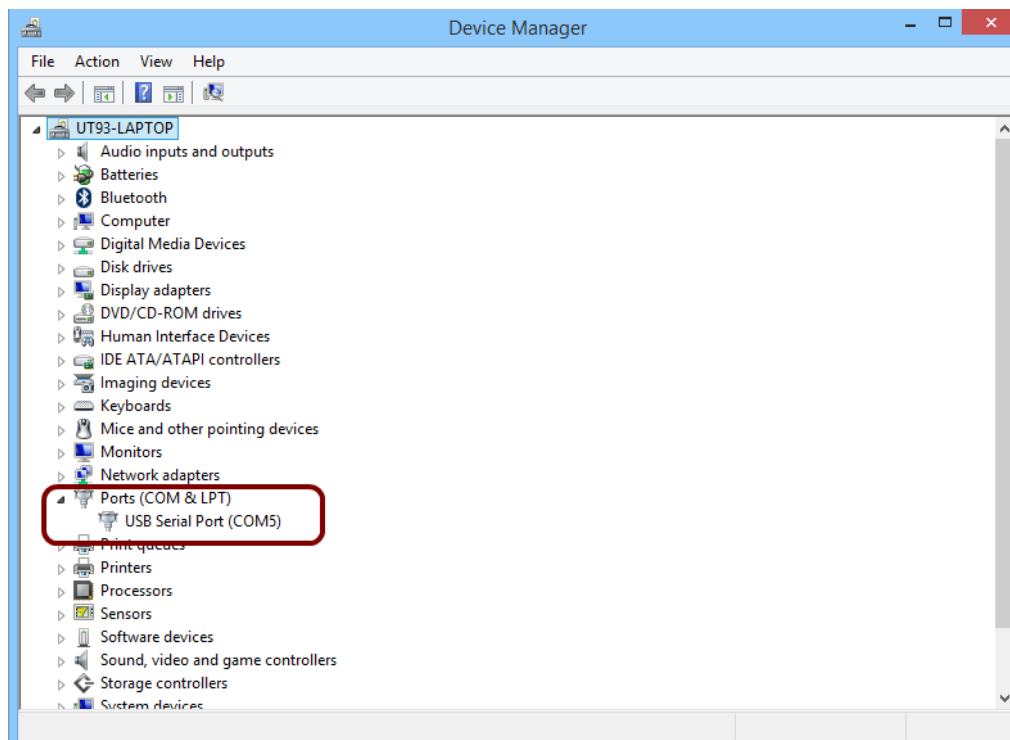 Device Manager
File Action View Help
UT93-LAPTOP
Audio inputs and outputs
Batteries
Bluetooth
Computer
Digital Media Devices
Disk drives
Display adapters
DVD/CD-ROM drives
Human Interface Devices
IDE ATA/ATAPI controllers
Imaging devices
Keyboards
Mice and other pointing devices
Monitors
Network adapters
Ports (COM & LPT)
USB Serial Port (COM5)
Print queues
Printers
Processors
Sensors
Software devices
Sound, video and game controllers
Storage controllers
System devices